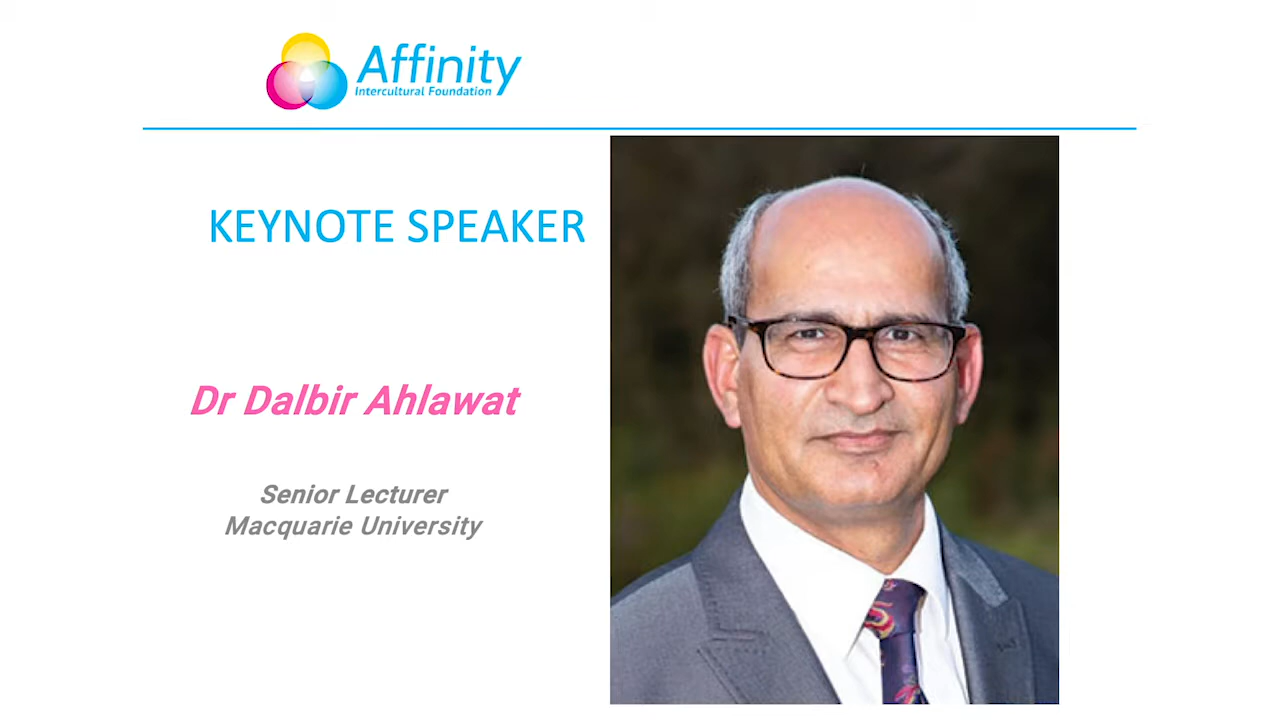 Affinity
Intercultural Foundation
KEYNOTE SPEAKER
Dr Dalbir Ahlawat
Senior Lecturer
Macquarie University